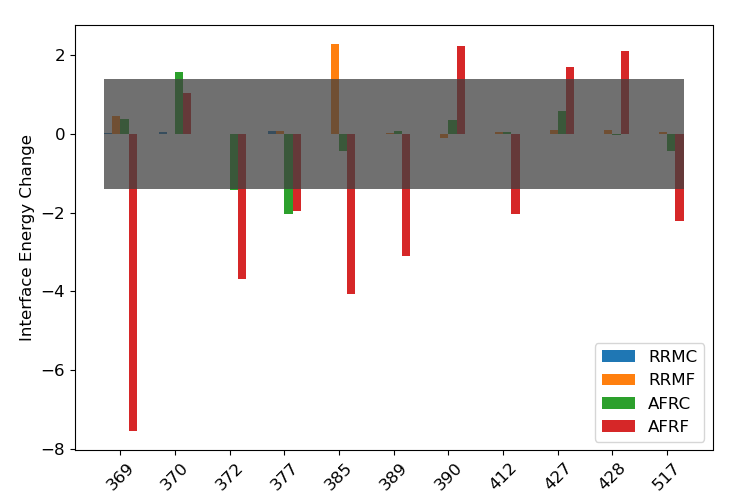 Interface Energy Change
2
0
−2
−4
−6
−8
369 370 372 377 385 389 390 412 427 428 517
RRMC
RRMF
AFRC
AFRF